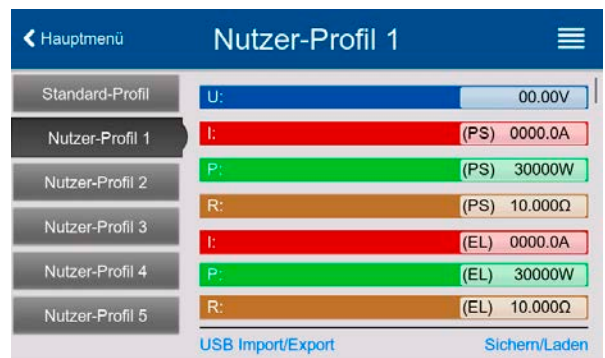 Hauptmenü
Nutzer-Profil 1
Standard-Profil
Nutzer-Profil 1
Nutzer-Profil 2
Nutzer-Profil 3
Nutzer-Profil 4
Nutzer-Profil 5
U: 00.00V
I: (PS) 0000.0A
P: (PS) 30000W
R: (PS) 10.000Ω
I: (EL) 0000.0A
P: (EL) 30000W
R: (EL) 10.000Ω
USB Import/Export
Sichern/Laden